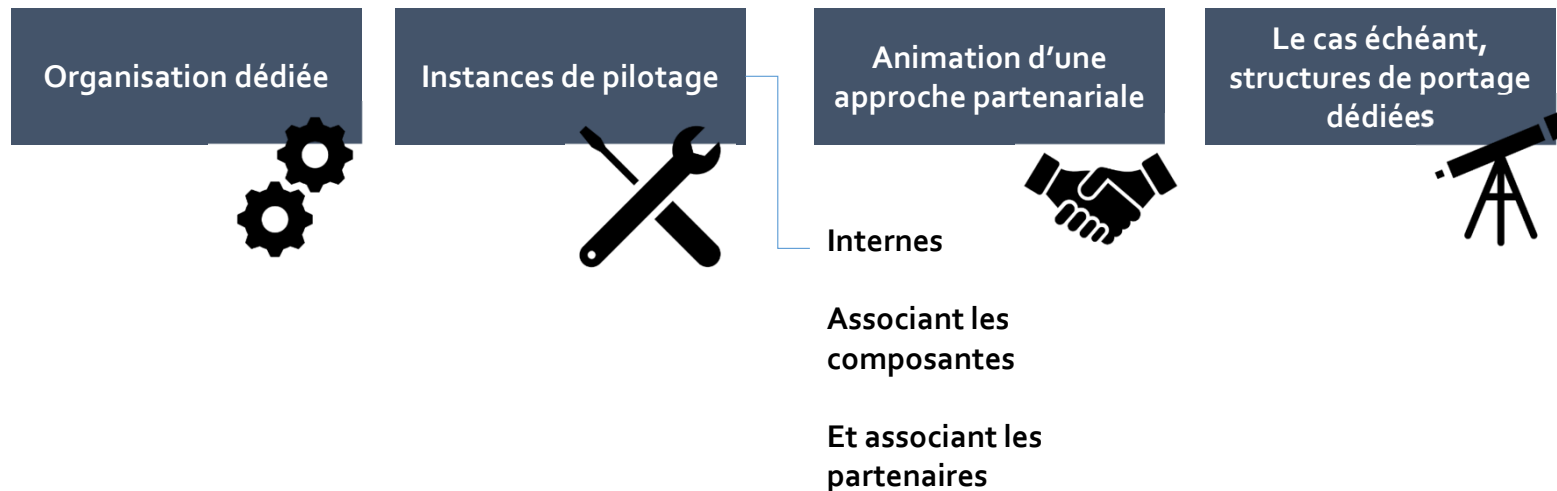 Organisation dédiée
Instances de pilotage
Animation d’une
approche partenariale
Le cas échéant,
structures de portage
dédiées
Internes
Associant les
composantes
Et associant les
partenaires